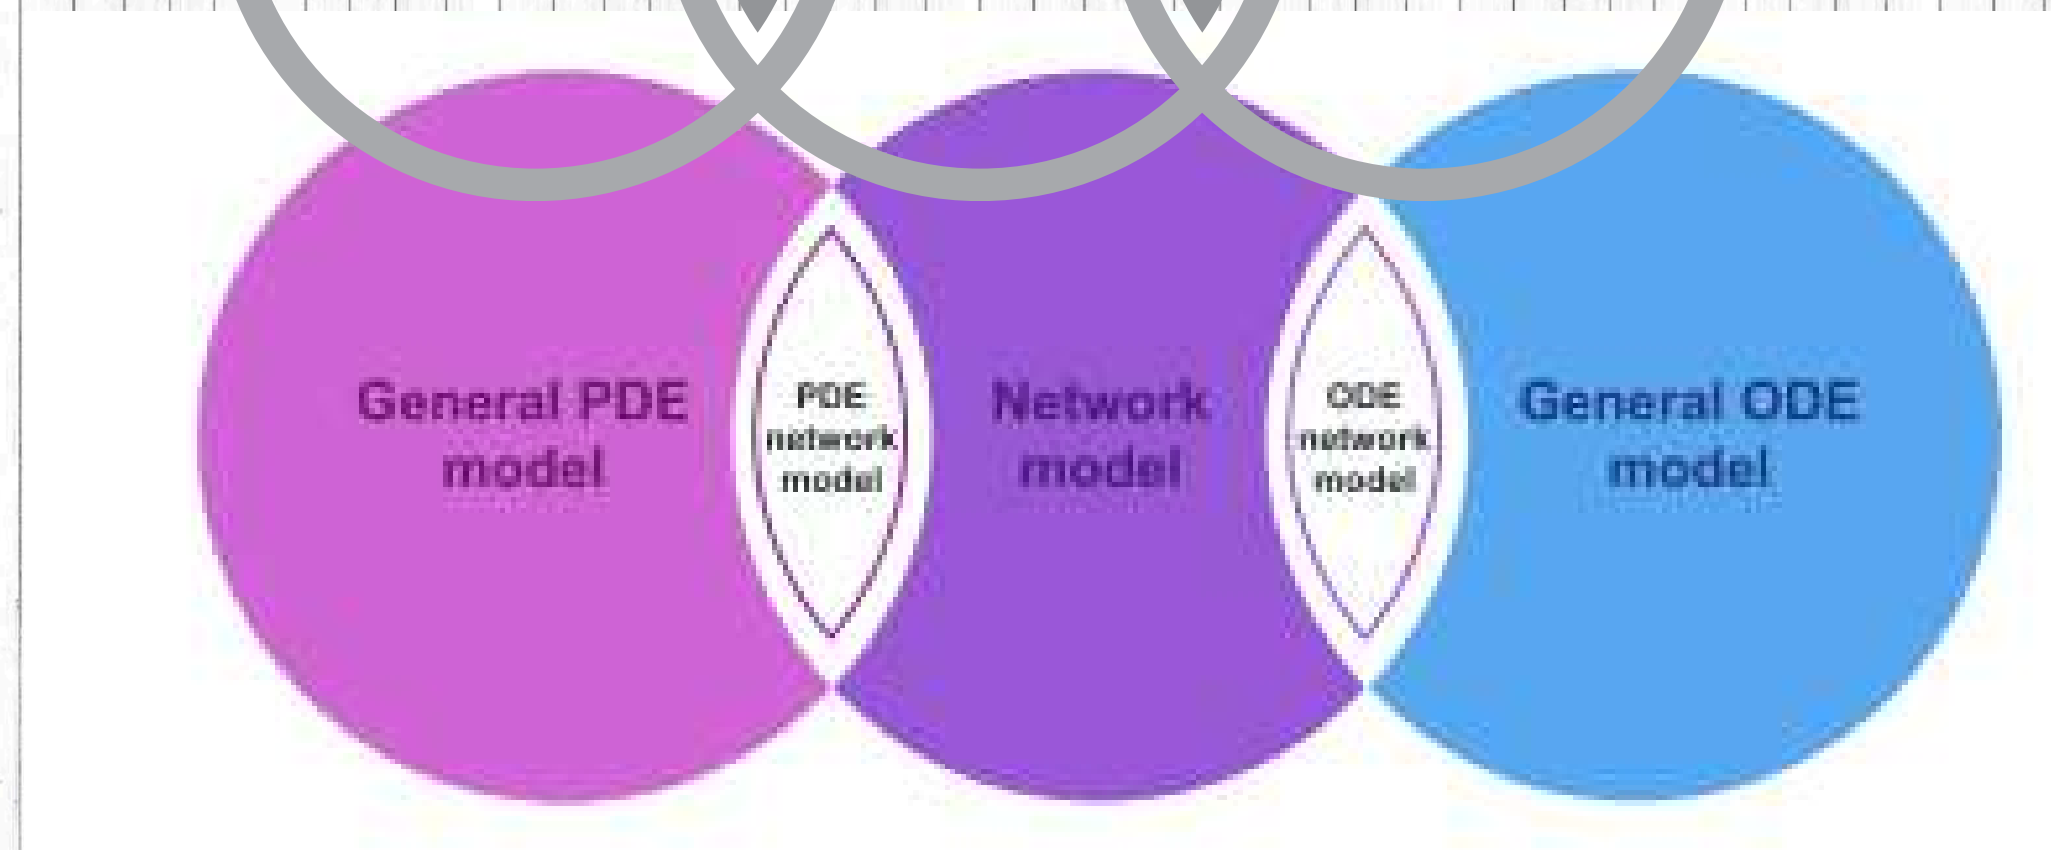 General PDE
model
PDE
network
model
Network
model
ODE
network
model
General ODE
model